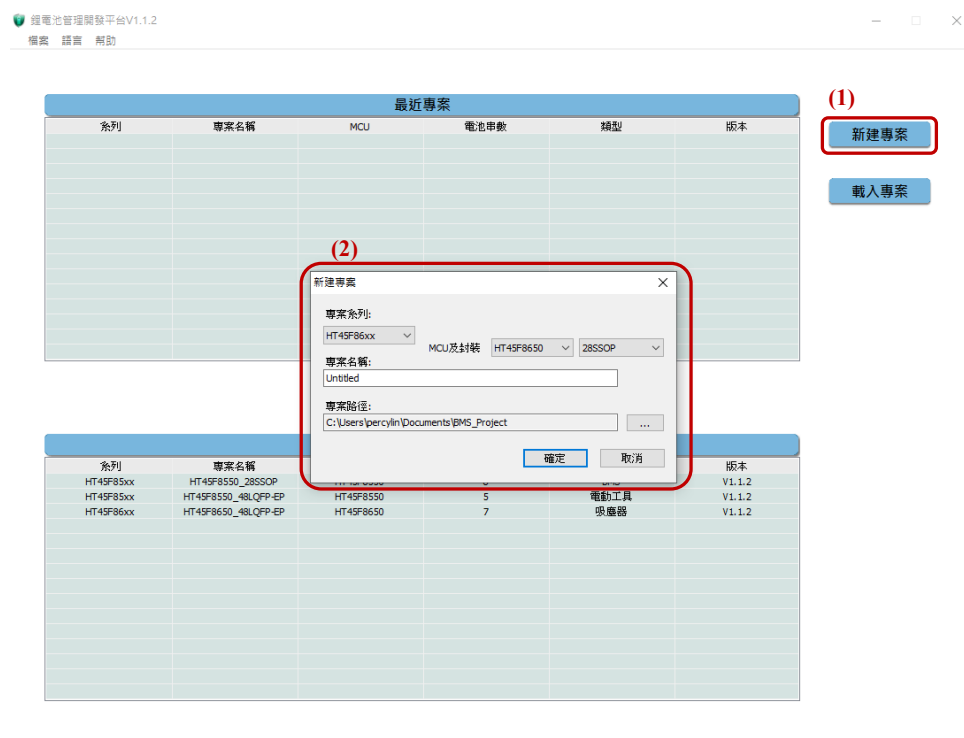 鋰電池管理開發平台V1.1.2
檔案 語言 幫助
最近專案
(1)
系列 專案名稱 MCU 電池串數 類型 版本
新建專案
載入專案
(2)
新建專案
專案系列:
HT45F86xx
MCU及封裝 HT45F8650 28SSOP
專案名稱:
Untitled
專案路徑:
C:\Users\percylin\Documents\BMS_Project ...
確定 取消
系列 專案名稱 版本
HT45F85xx HT45F8550_28SSOP V1.1.2
HT45F85xx HT45F8550_48LQFP-EP HT45F8550 5 電動工具 V1.1.2
HT45F86xx HT45F8650_48LQFP-EP HT45F8650 7 吸塵器 V1.1.2